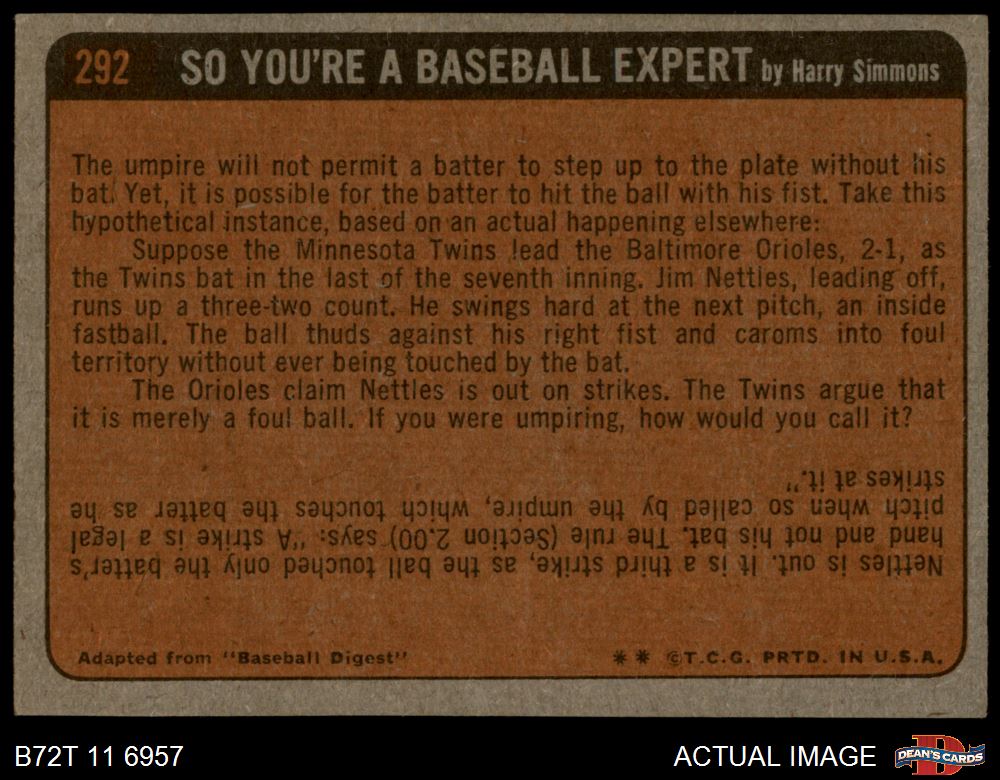 292 SO YOU'RE A BASEBALL EXPERT by Harry Simmons
The umpire will not permit a batter to step up to the plate without his
bat. Yet, it is possible for the batter to hit the ball with his fist. Take this
hypothetical instance, based on an actual happening elsewhere:
Suppose the Minnesota Twins lead the Baltimore Orioles, 2-1, as
the Twins bat in the last of the seventh inning. Jim Nettles, leading off,
runs up a three-two count. He swings hard at the next pitch, an inside
fastball. The ball thuds against his right fist and caroms into foul
territory without ever being touched by the bat.
The Orioles claim Nettles is out on strikes. The Twins argue that
it is merely a foul ball. If you were umpiring, how would you call it?
Nettles is out. It is a third strike, as the ball touched only the batter's
hand and not his bat. The rule (Section 2.00) says: "A strike is a legal
pitch when so called by the umpire, which touches the batter as he
strikes at it."
Adapted from "Baseball Digest" ** ©T.C.G. PRTD. IN U.S.A.
B72T 11 6957 ACTUAL IMAGE DEAN'S CARDS